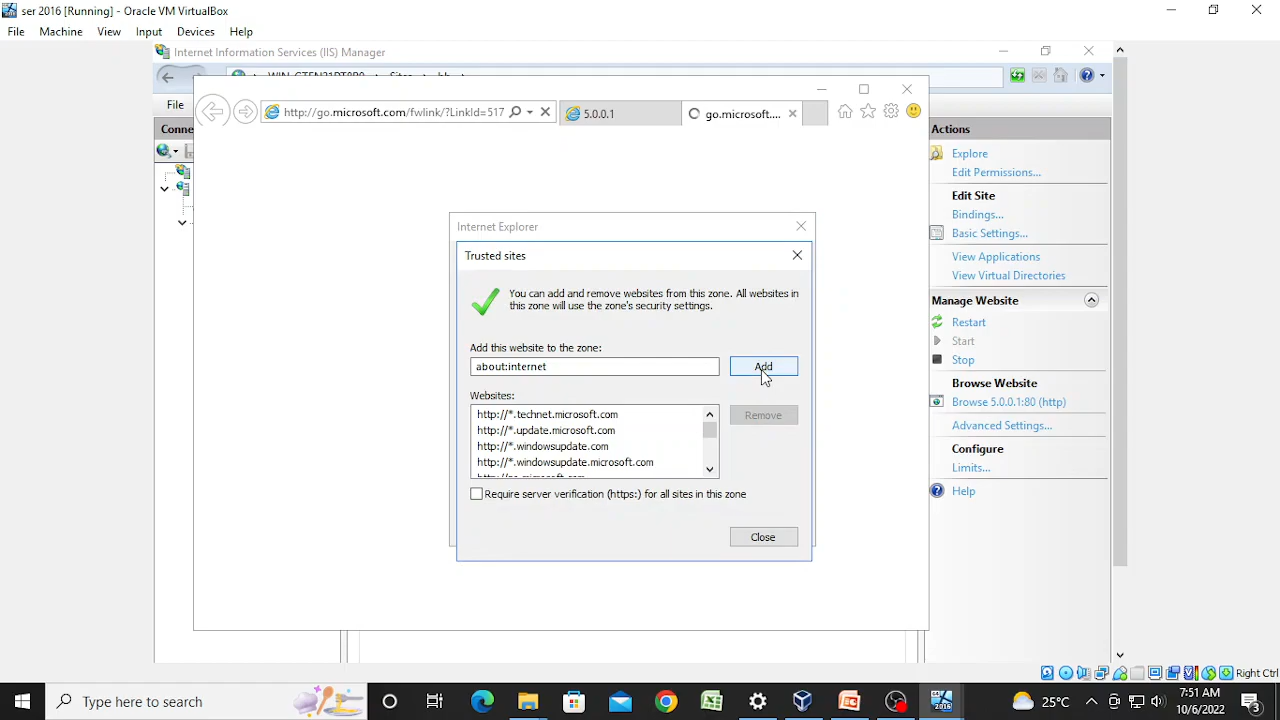 ser 2016 [Running] - Oracle VM VirtualBox
File Machine View Input Devices Help
Internet Information Services (IIS) Manager
File
http://go.microsoft.com/fwlink/?LinkId=517
5.0.0.1
go.microsoft....
Conne
Internet Explorer
Trusted sites
You can add and remove websites from this zone. All websites in
this zone will use the zone's security settings.
Add this website to the zone:
about:internet
Add
Websites:
http://*.technet.microsoft.com
http://*.update.microsoft.com
http://*.windowsupdate.com
http://*.windowsupdate.microsoft.com
Remove
Require server verification (https:) for all sites in this zone
Close
Actions
Explore
Edit Permissions...
Edit Site
Bindings...
Basic Settings...
View Applications
View Virtual Directories
Manage Website
Restart
Start
Stop
Browse Website
Browse 5.0.0.1:80 (http)
Advanced Settings...
Configure
Limits...
Help
Right Ctrl
Type here to search
2016
25°C
7:51 AM
10/6/2022
3